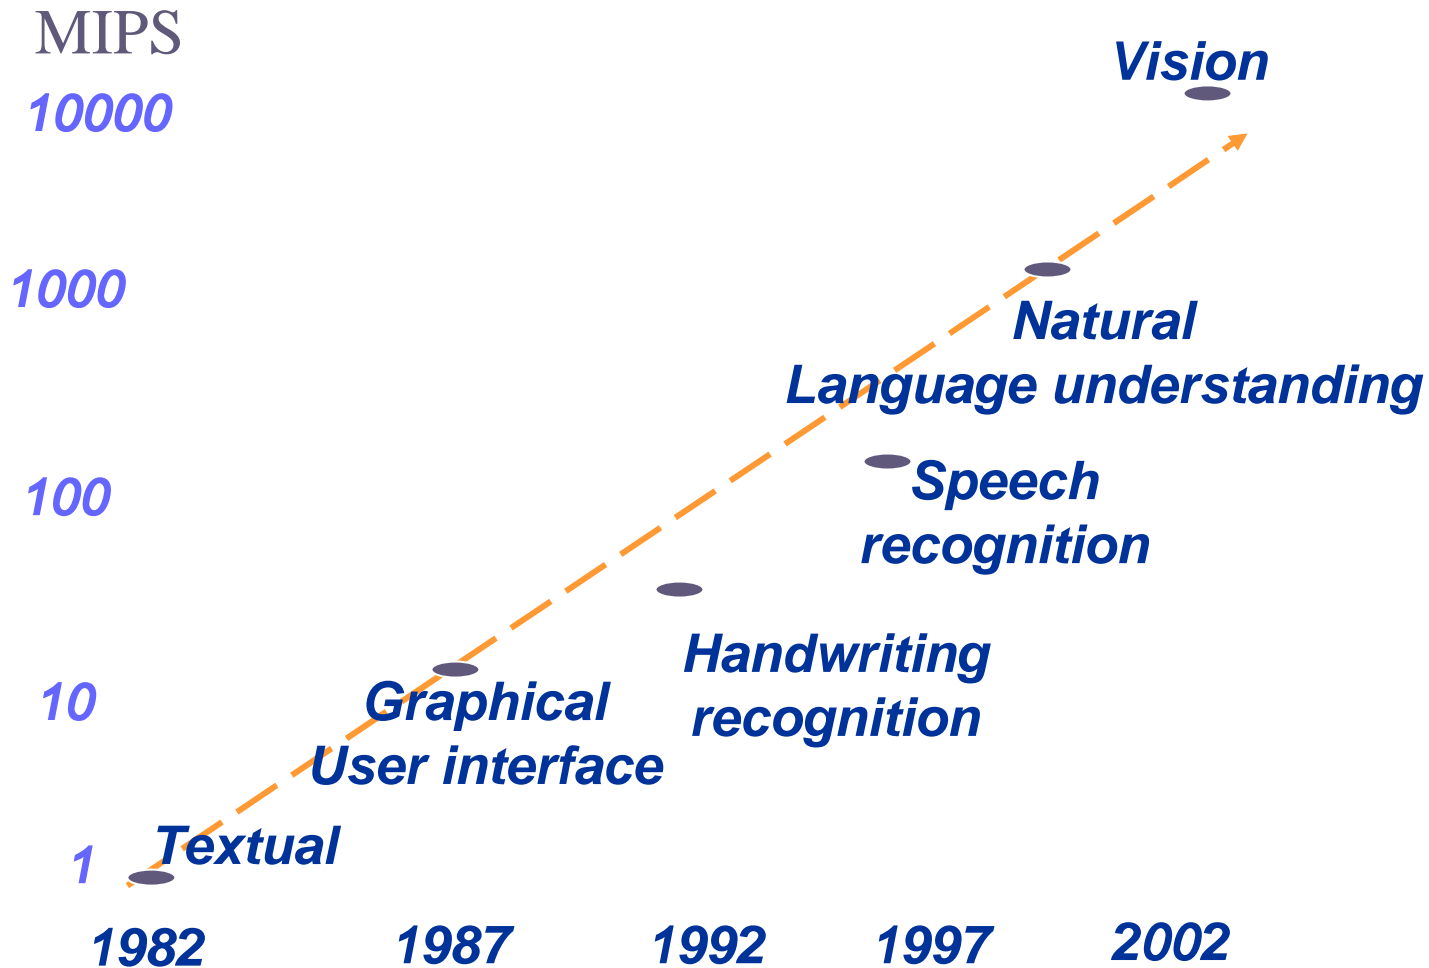 MIPS
Vision
10000
1000
Natural
Language understanding
100
Speech
recognition
Handwriting
recognition
10
Graphical
User interface
1
Textual
1982
1987
1992
1997
2002